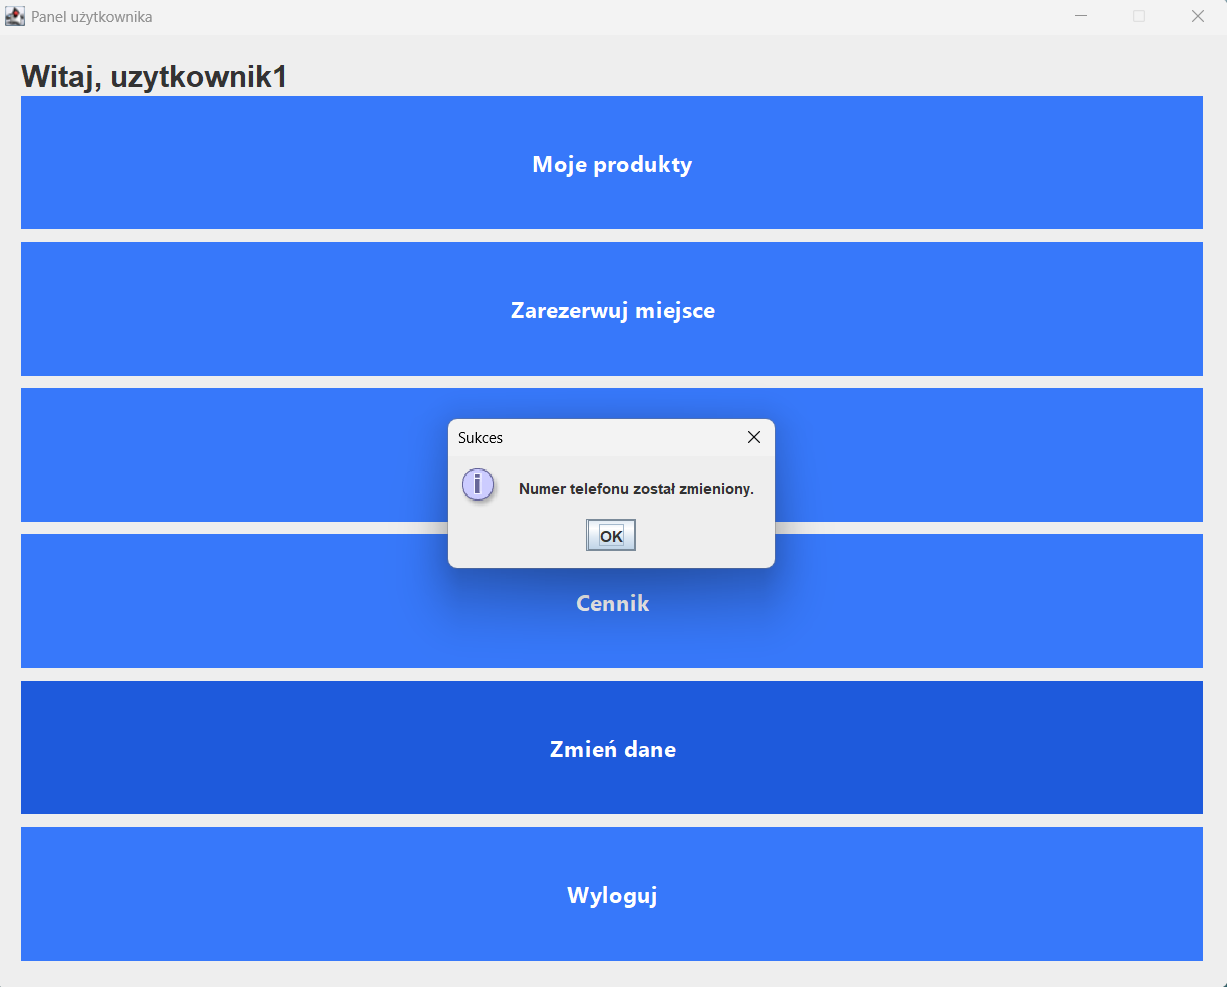 Panel użytkownika
Witaj, uzytkownik1
Moje produkty
Zarezerwuj miejsce
Sukces
Numer telefonu został zmieniony.
OK
Cennik
Zmień dane
Wyloguj